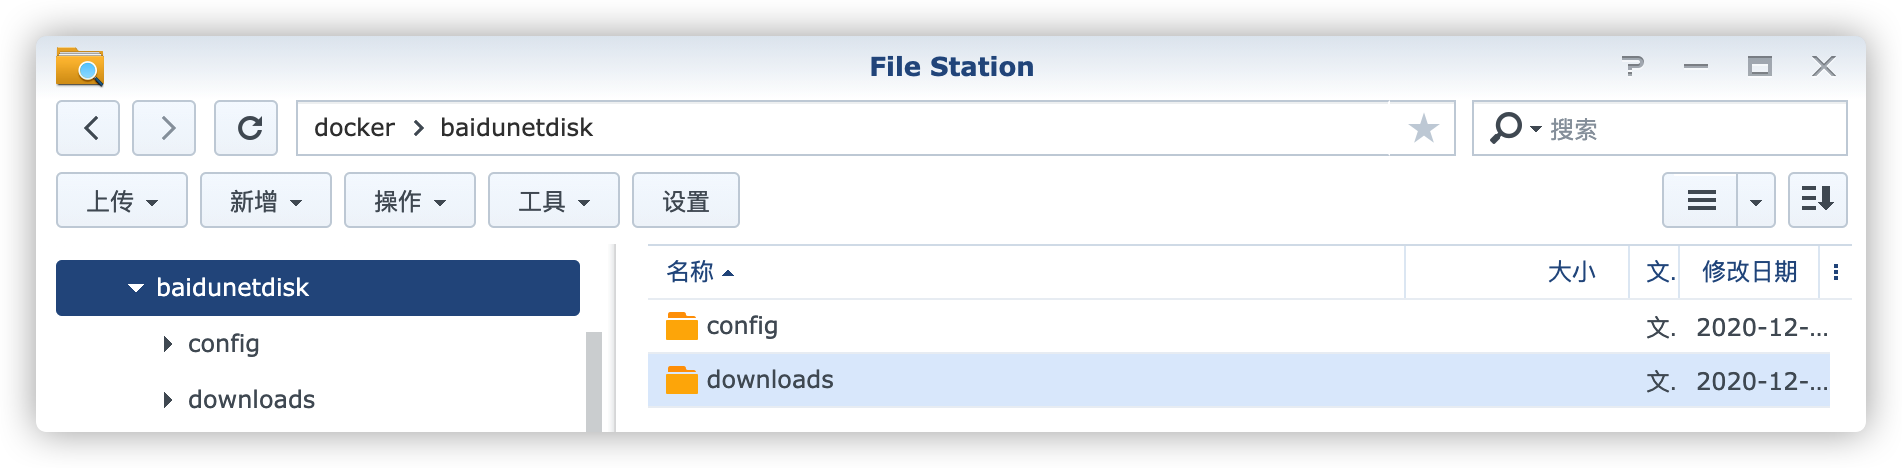 File Station
docker > baidunetdisk
搜索
上传 新增 操作 工具 设置
baidunetdisk
config
downloads
名称 大小 文. 修改日期
config 文. 2020-12-...
downloads 文. 2020-12-...